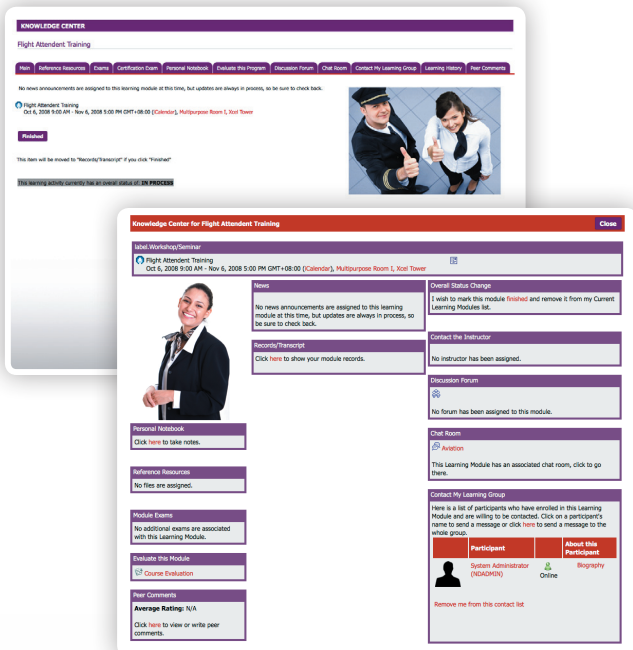 KNOWLEDGE CENTER
Flight Attendent Training
Main Reference Resources Exams Certification Exam Personal Notebook Evaluate this Program Discussion Forum Chat Room Contact My Learning Group Learning History Peer Comments
No news announcements are assigned to this learning module at this time, but updates are always in process, so be sure to check back.
Flight Attendent Training
Oct 6, 2008 9:00 AM - Nov 6, 2008 5:00 PM GMT+08:00 (iCalendar), Multipurpose Room I, Xcel Tower
Finished
This item will be moved to "Records/Transcript" if you click "Finished"
This learning activity currently has an overall status of: IN PROCESS
Knowledge Center for Flight Attendent Training Close
label.Workshop/Seminar
Flight Attendent Training
Oct 6, 2008 9:00 AM - Nov 6, 2008 5:00 PM GMT+08:00 (iCalendar), Multipurpose Room I, Xcel Tower
News
No news announcements are assigned to this learning
module at this time, but updates are always in process, so
be sure to check back.
Records/Transcript
Click here to show your module records.
Overall Status Change
I wish to mark this module finished and remove it from my Current
Learning Modules list.
Contact the Instructor
No instructor has been assigned.
Discussion Forum
No forum has been assigned to this module.
Chat Room
Aviation
This Learning Module has an associated chat room, click to go
there.
Contact My Learning Group
Here is a list of participants who have enrolled in this Learning
Module and are willing to be contacted. Click on a participant's
name to send a message or click here to send a message to the
whole group.
Participant About this
Participant
System Administrator
(NDADMIN) Online Biography
Remove me from this contact list
Personal Notebook
Click here to take notes.
Reference Resources
No files are assigned.
Module Exams
No additional exams are associated
with this Learning Module.
Evaluate this Module
Course Evaluation
Peer Comments
Average Rating: N/A
Click here to view or write peer
comments.